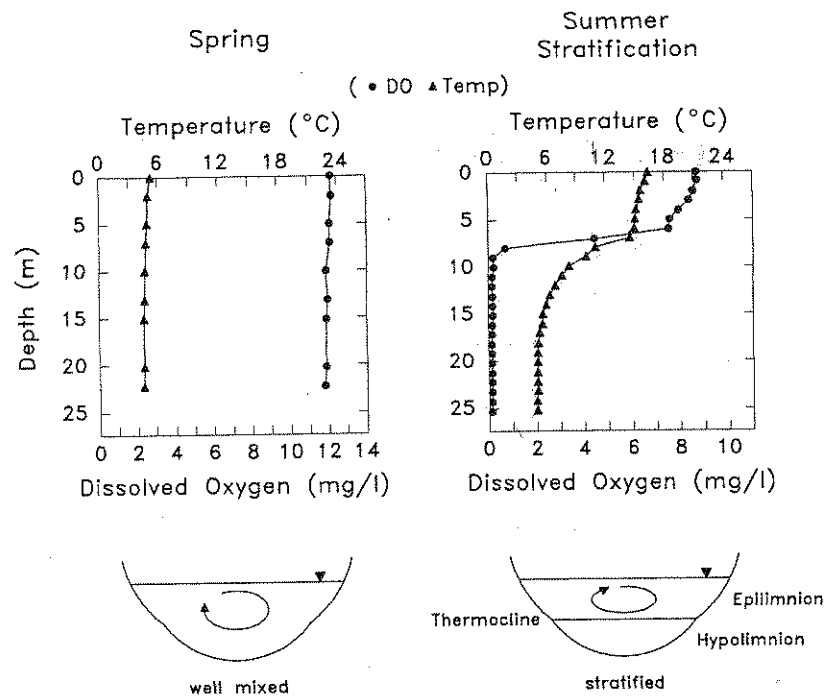 Spring
Summer
Stratification
( ● DO ▲ Temp)
Temperature (°C)
0 6 12 18 24
0
5
10
15
20
25
Depth (m)
0 2 4 6 8 10 12 14
Dissolved Oxygen (mg/l)
Temperature (°C)
0 6 12 18 24
0
5
10
15
20
25
0 2 4 6 8 10
Dissolved Oxygen (mg/l)
well mixed
Thermocline
Epilimnion
Hypolimnion
stratified